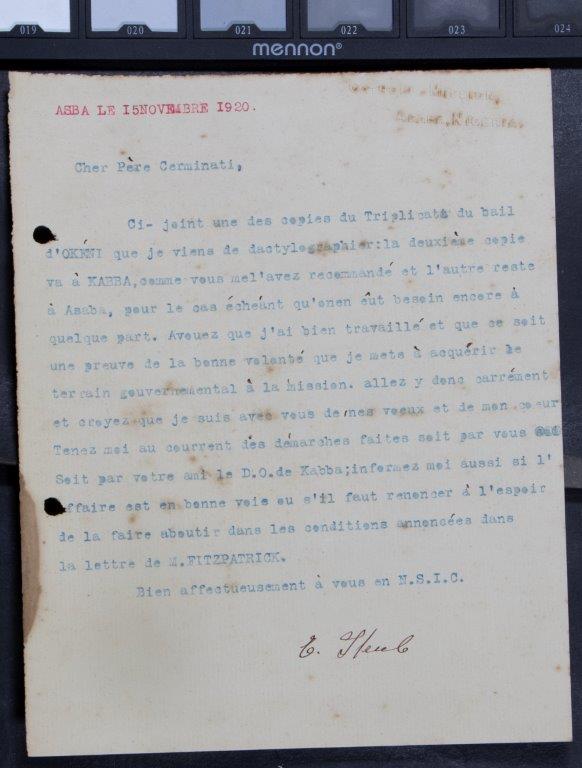 019 020 021 022 023 024
mennon®
ASBA LE 15NOVEMBRE 1920.
Cher Père Cerminati,
Ci- joint une des copies du Triplicata du bail
d'OKÉNI que je viens de dactylographier:la deuxième copie
va à KABBA,comme vous mel'avez recommandé et l'autre reste
à Asaba, pour le cas écheánt qu'onen eût besoin encore à
quelque part. Avouez que j'ai bien travaillé et que ce soit
une preuve de la bonne volonté que je mets à acquérir le
terrain gouvernemental à la mission. allez y donc carrément
et croyez que je suis avec vous de mes voeux et de mon coeur
Tenez moi au courrent des démarches faites soit par vous
Soit par votre ami le D.O.de Kabba;informez moi aussi si l'
affaire est en bonne voie ou s'il faut renoncer à l'espoir
de la faire aboutir dans les conditions annoncées dans
la lettre de M.FITZPATRICK.
Bien affectueusement à vous en N.S.I.C.
E.